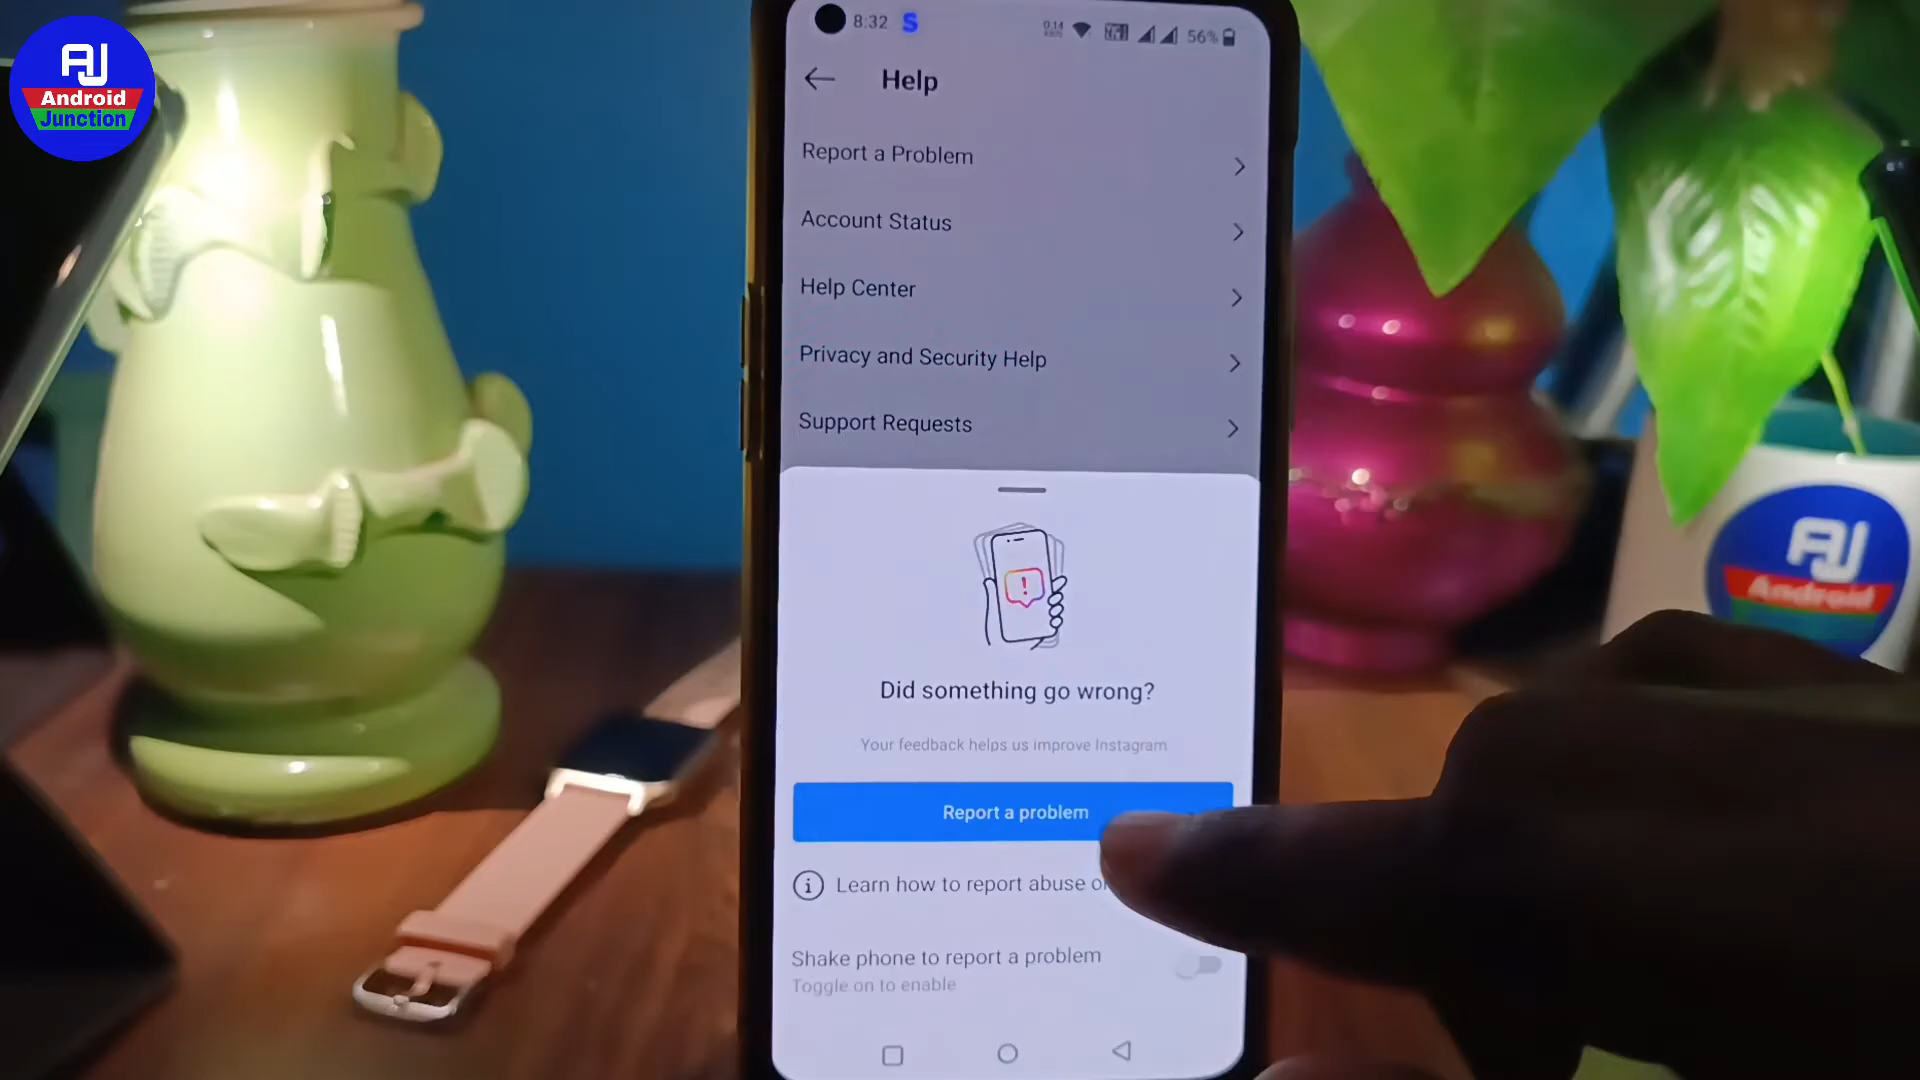 AJ
Android
Junction
8:32 S
0.14
56%
Help
Report a Problem
Account Status
Help Center
Privacy and Security Help
Support Requests
!
Did something go wrong?
Your feedback helps us improve Instagram
Report a problem
i Learn how to report abuse
Shake phone to report a problem
Toggle on to enable
AJ
Android